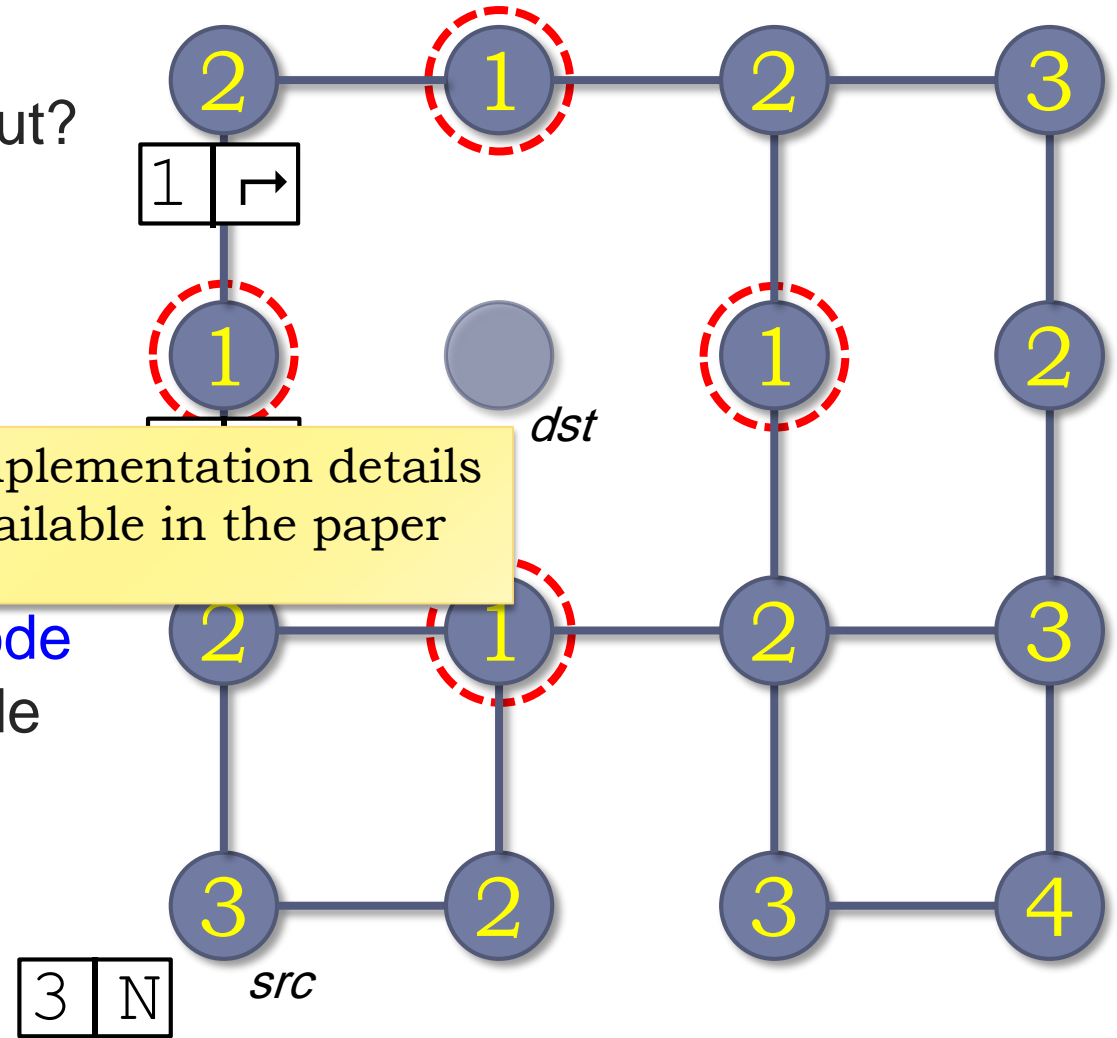 2 1 2 3
ut?
1 ↱
1 1 2
dst
nplementation details
ailable in the paper
2 1 2 3
ode
le
3 2 3 4
src
3 N